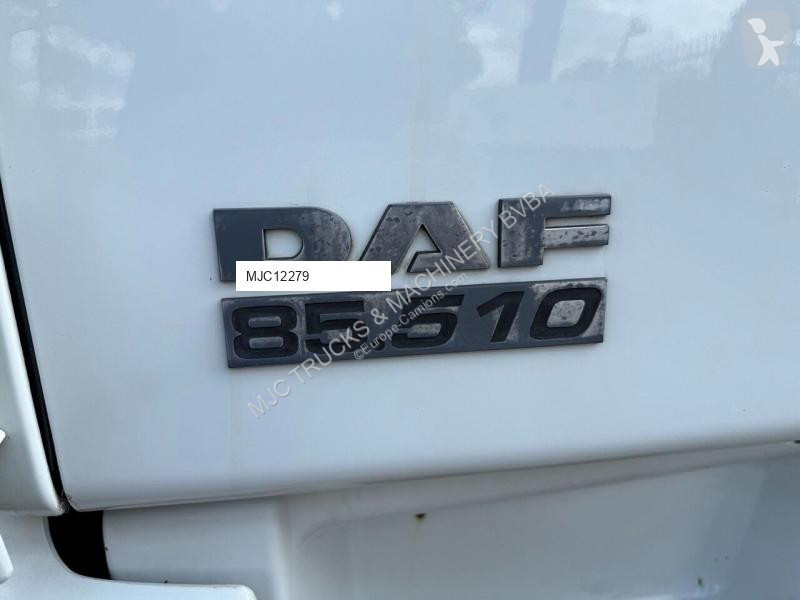 DAF
MJC12279
85.510
MJC TRUCKS & MACHINERY BVBA
©Europe-Camions.com